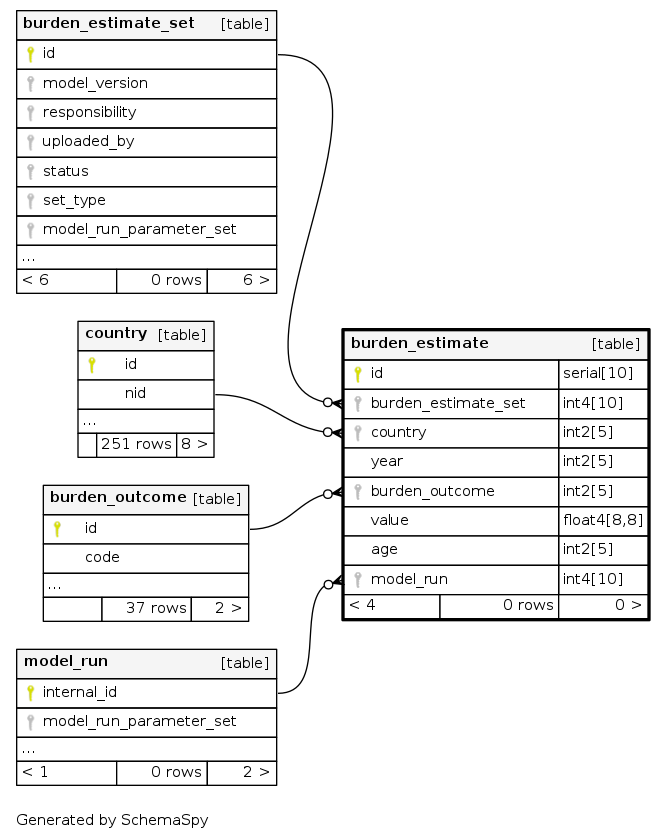 burden_estimate_set [table]
id
model_version
responsibility
uploaded_by
status
set_type
model_run_parameter_set
...
< 6 0 rows 6 >
country [table]
id
nid
...
251 rows 8 >
burden_outcome [table]
id
code
...
37 rows 2 >
model_run [table]
internal_id
model_run_parameter_set
...
< 1 0 rows 2 >
burden_estimate [table]
id serial[10]
burden_estimate_set int4[10]
country int2[5]
year int2[5]
burden_outcome int2[5]
value float4[8,8]
age int2[5]
model_run int4[10]
< 4 0 rows 0 >
Generated by SchemaSpy